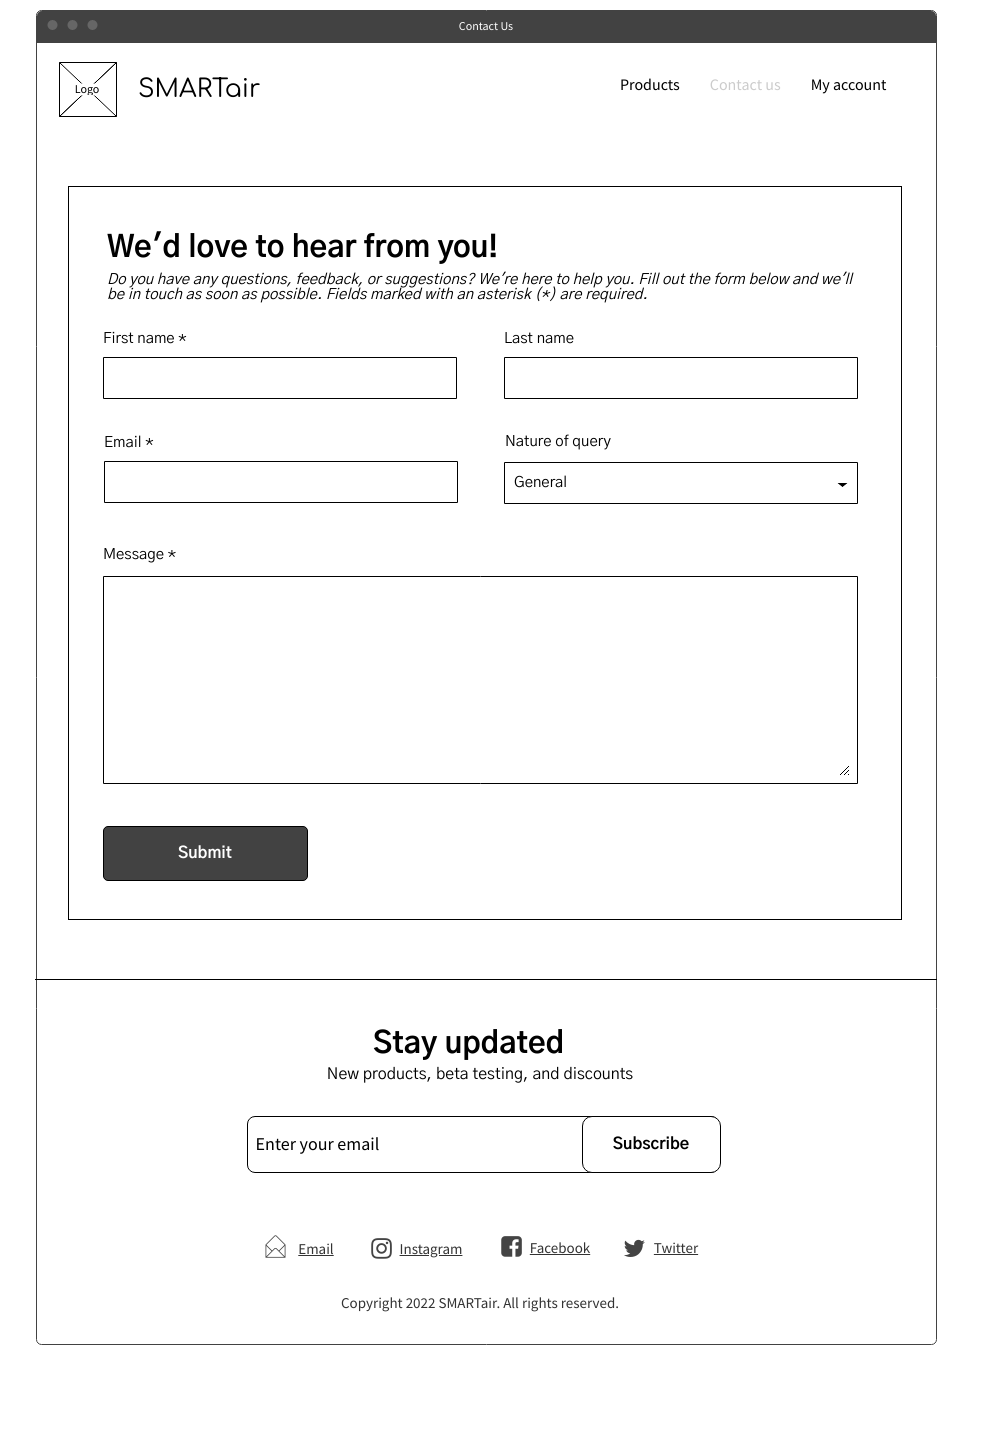 Contact Us
Logo
SMARTair
Products Contact us My account
We'd love to hear from you!
Do you have any questions, feedback, or suggestions? We're here to help you. Fill out the form below and we'll
be in touch as soon as possible. Fields marked with an asterisk (*) are required.
First name * Last name
Email * Nature of query
General
Message *
Submit
Stay updated
New products, beta testing, and discounts
Enter your email Subscribe
Email Instagram Facebook Twitter
Copyright 2022 SMARTair. All rights reserved.